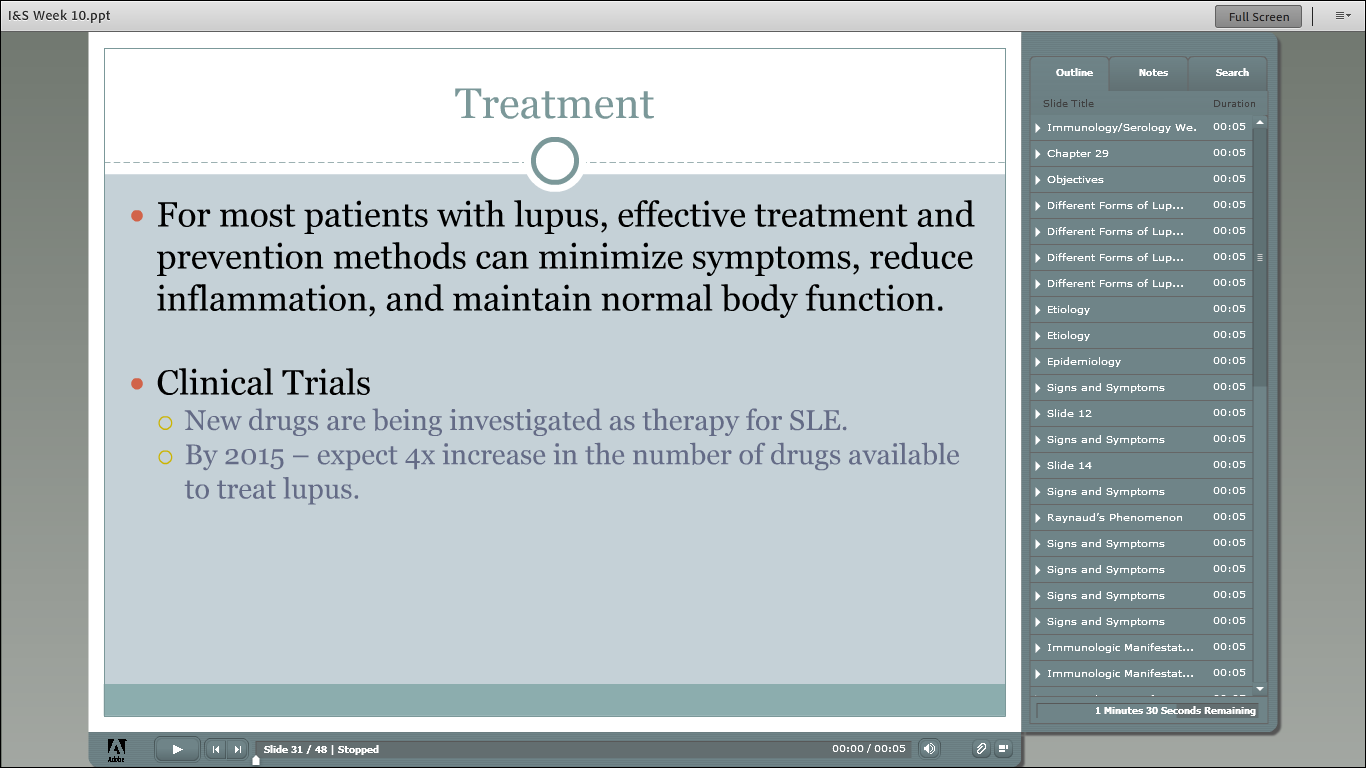 I&S Week 10.ppt
Full Screen
Treatment
• For most patients with lupus, effective treatment and
prevention methods can minimize symptoms, reduce
inflammation, and maintain normal body function.
• Clinical Trials
○ New drugs are being investigated as therapy for SLE.
○ By 2015 – expect 4x increase in the number of drugs available
to treat lupus.
Outline Notes Search
Slide Title Duration
Immunology/Serology We. 00:05
Chapter 29 00:05
Objectives 00:05
Different Forms of Lup... 00:05
Different Forms of Lup... 00:05
Different Forms of Lup... 00:05
Different Forms of Lup... 00:05
Etiology 00:05
Etiology 00:05
Epidemiology 00:05
Signs and Symptoms 00:05
Slide 12 00:05
Signs and Symptoms 00:05
Slide 14 00:05
Signs and Symptoms 00:05
Raynaud’s Phenomenon 00:05
Signs and Symptoms 00:05
Signs and Symptoms 00:05
Signs and Symptoms 00:05
Signs and Symptoms 00:05
Immunologic Manifestat... 00:05
Immunologic Manifestat... 00:05
1 Minutes 30 Seconds Remaining
Adobe
Slide 31 / 48 | Stopped
00:00 / 00:05